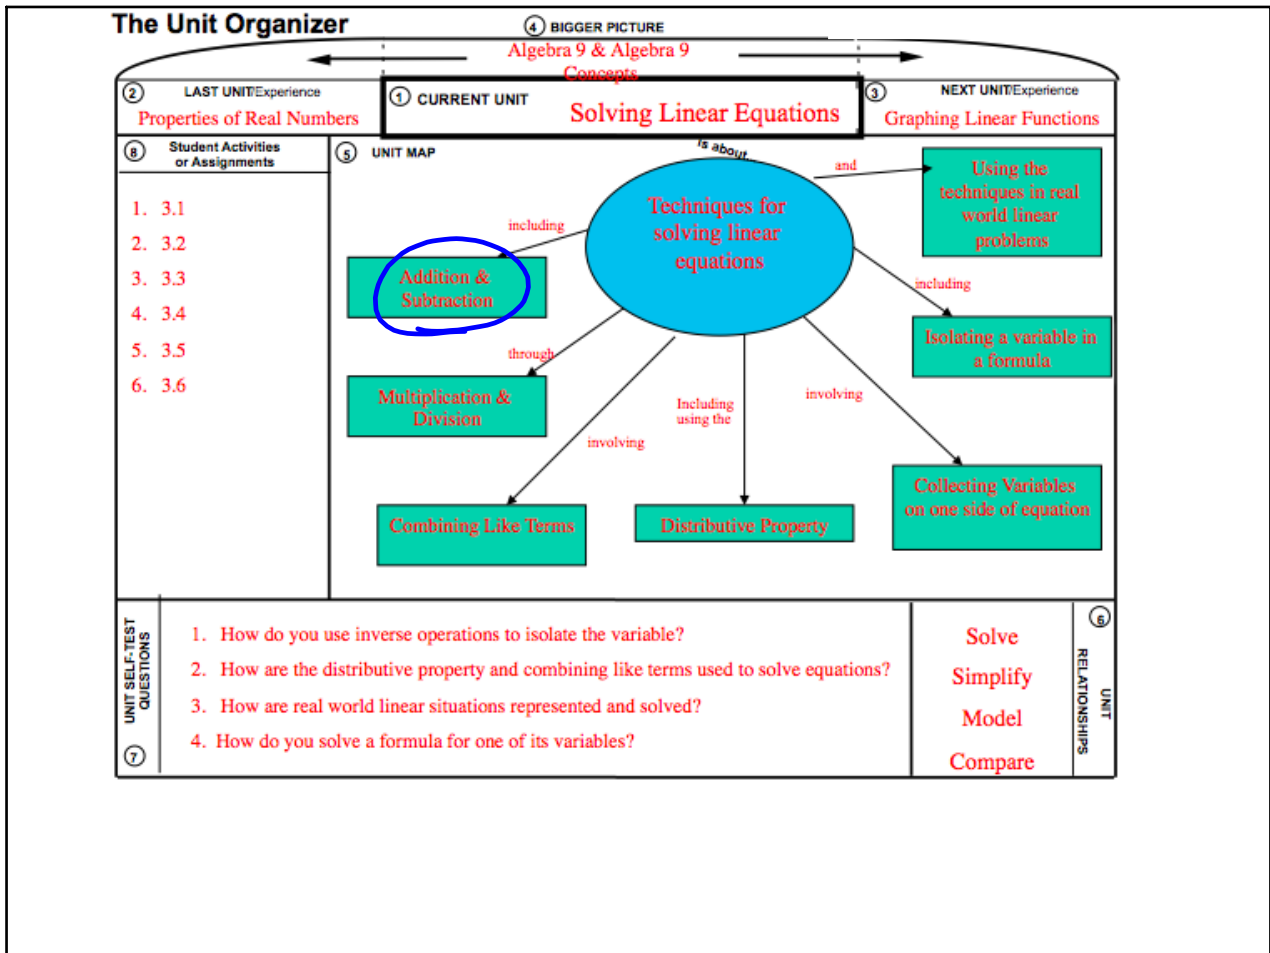 The Unit Organizer
4 BIGGER PICTURE
Algebra 9 & Algebra 9
Concepts
2 LAST UNIT/Experience
Properties of Real Numbers
1 CURRENT UNIT
Solving Linear Equations
3 NEXT UNIT/Experience
Graphing Linear Functions
8 Student Activities
or Assignments
1. 3.1
2. 3.2
3. 3.3
4. 3.4
5. 3.5
6. 3.6
5 UNIT MAP
is about...
Techniques for
solving linear
equations
and
Using the
techniques in real
world linear
problems
including
Addition &
Subtraction
including
Isolating a variable in
a formula
through
Multiplication &
Division
involving
Combining Like Terms
Including
using the
Distributive Property
involving
Collecting Variables
on one side of equation
UNIT SELF-TEST
QUESTIONS
7
1. How do you use inverse operations to isolate the variable?
2. How are the distributive property and combining like terms used to solve equations?
3. How are real world linear situations represented and solved?
4. How do you solve a formula for one of its variables?
Solve
Simplify
Model
Compare
6
UNIT
RELATIONSHIPS